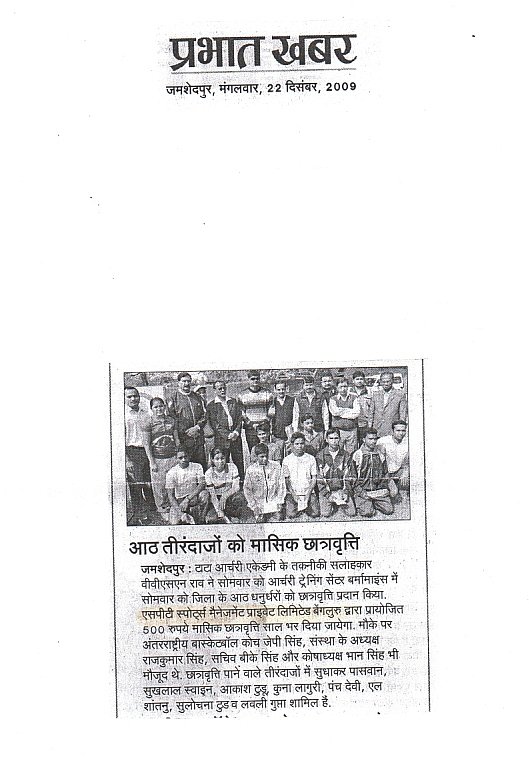 प्रभात खबर
जमशेदपुर, मंगलवार, 22 दिसंबर, 2009
आठ तीरंदाजों को मासिक छात्रवृत्ति
जमशेदपुर : टाटा आर्चरी एकेडमी के तकनीकी सलाहकार
वीवीएसएन राव ने सोमवार को आर्चरी ट्रेनिंग सेंटर बर्मामाइंस में
सोमवार को जिला के आठ धनुर्धरों को छात्रवृत्ति प्रदान किया.
एसपीटी स्पोर्ट्स मैनेजमेंट प्राइवेट लिमिटेड बेंगलुरु द्वारा प्रायोजित
500 रुपये मासिक छात्रवृत्ति साल भर दिया जायेगा. मौके पर
अंतरराष्ट्रीय बास्केटबॉल कोच जेपी सिंह, संस्था के अध्यक्ष
राजकुमार सिंह, सचिव बीके सिंह और कोषाध्यक्ष भान सिंह भी
मौजूद थे. छात्रवृत्ति पाने वाले तीरंदाजों में सुधाकर पासवान,
सुखलाल स्वाइन, आकाश टुडू, कुना लागुरी, पंच देवी, एल
शांतनु, सुलोचना टुडू व लवली गुप्ता शामिल हैं.